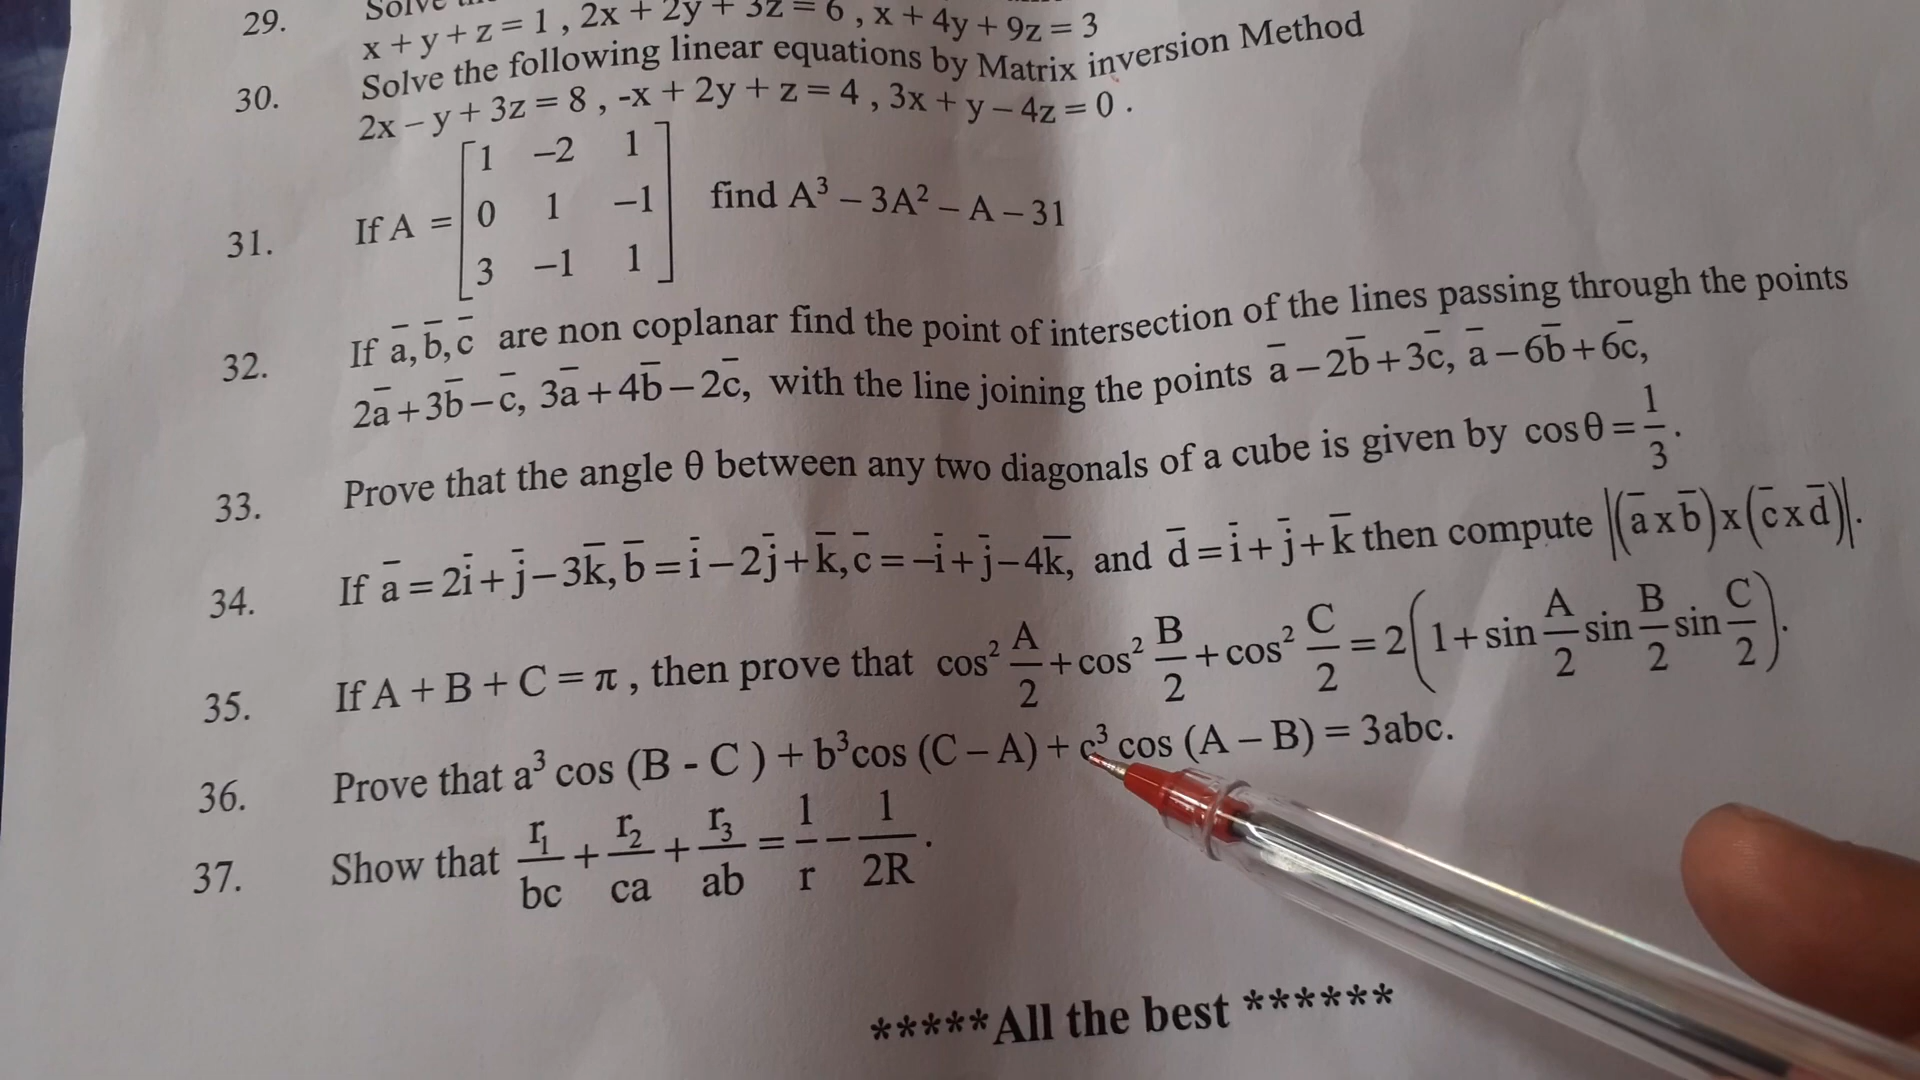 29.
x + y + z = 1 , 2x + 2y + 3z = 6 , x + 4y + 9z = 3
30. Solve the following linear equations by Matrix inversion Method
2x – y + 3z = 8 , -x + 2y + z = 4 , 3x + y – 4z = 0 .
31. If A = [1 –2 1; 0 1 –1; 3 –1 1] find A³ – 3A² – A – 31
32. If a̅, b̅, c̅ are non coplanar find the point of intersection of the lines passing through the points
2a̅ + 3b̅ – c̅, 3a̅ + 4b̅ – 2c̅, with the line joining the points a̅ – 2b̅ + 3c̅, a̅ – 6b̅ + 6c̅,
33. Prove that the angle θ between any two diagonals of a cube is given by cos θ = 1/3.
34. If a̅ = 2i̅ + j̅ – 3k̅, b̅ = i̅ – 2j̅ + k̅, c̅ = –i̅ + j̅ – 4k̅, and d̅ = i̅ + j̅ + k̅ then compute |(a̅ x b̅) x (c̅ x d̅)|.
35. If A + B + C = π , then prove that cos² A/2 + cos² B/2 + cos² C/2 = 2(1 + sin A/2 sin B/2 sin C/2).
36. Prove that a³ cos (B - C ) + b³cos (C – A) + c³ cos (A – B) = 3abc.
37. Show that r₁/bc + r₂/ca + r₃/ab = 1/r – 1/2R .
*****All the best ******